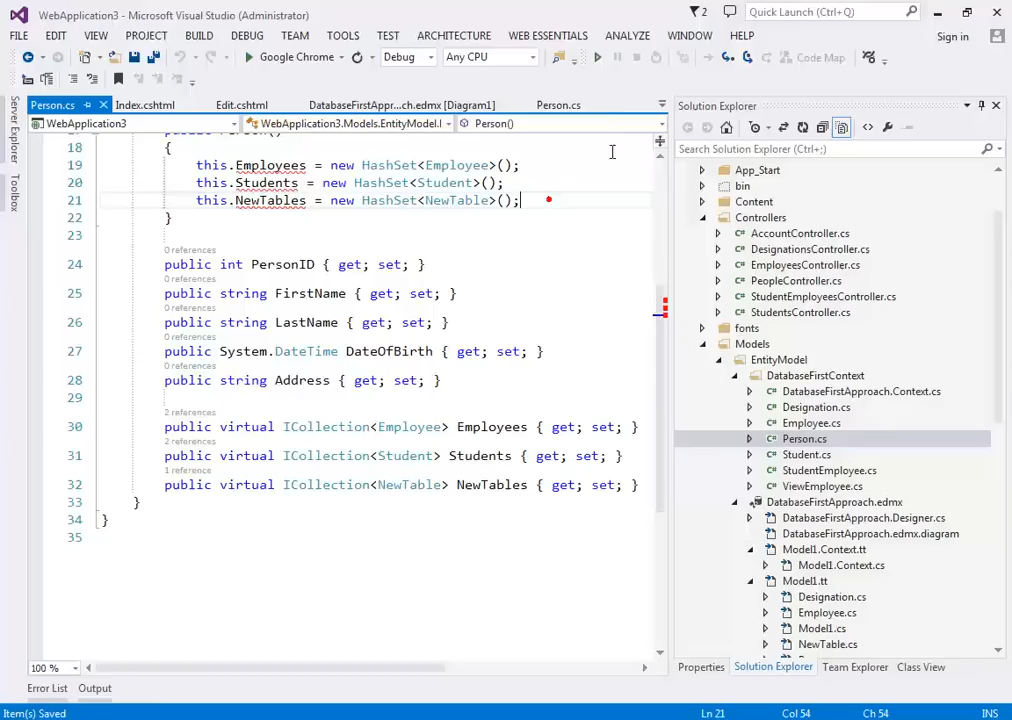 WebApplication3 - Microsoft Visual Studio (Administrator)
2
Quick Launch (Ctrl+;)
FILE EDIT VIEW PROJECT BUILD DEBUG TEAM TOOLS TEST ARCHITECTURE WEB ESSENTIALS ANALYZE WINDOW HELP
Sign in
Google Chrome
Debug
Any CPU
Code Map
Server Explorer
Toolbox
Person.cs
Index.cshtml
Edit.cshtml
DatabaseFirstAppr...ch.edmx [Diagram1]
Person.cs
WebApplication3
WebApplication3.Models.EntityModel.
Person()
18 {
19 this.Employees = new HashSet<Employee>();
20 this.Students = new HashSet<Student>();
21 this.NewTables = new HashSet<NewTable>();
22 }
23
0 references
24 public int PersonID { get; set; }
0 references
25 public string FirstName { get; set; }
0 references
26 public string LastName { get; set; }
0 references
27 public System.DateTime DateOfBirth { get; set; }
0 references
28 public string Address { get; set; }
29
2 references
30 public virtual ICollection<Employee> Employees { get; set; }
2 references
31 public virtual ICollection<Student> Students { get; set; }
1 reference
32 public virtual ICollection<NewTable> NewTables { get; set; }
33 }
34 }
35
100 %
Solution Explorer
Search Solution Explorer (Ctrl+;)
App_Start
bin
Content
Controllers
AccountController.cs
DesignationsController.cs
EmployeesController.cs
PeopleController.cs
StudentEmployeesController.cs
StudentsController.cs
fonts
Models
EntityModel
DatabaseFirstContext
DatabaseFirstApproach.Context.cs
Designation.cs
Employee.cs
Person.cs
Student.cs
StudentEmployee.cs
ViewEmployee.cs
DatabaseFirstApproach.edmx
DatabaseFirstApproach.Designer.cs
DatabaseFirstApproach.edmx.diagram
Model1.Context.tt
Model1.Context.cs
Model1.tt
Designation.cs
Employee.cs
Model1.cs
NewTable.cs
Properties
Solution Explorer
Team Explorer
Class View
Error List
Output
Item(s) Saved
Ln 21
Col 54
Ch 54
INS